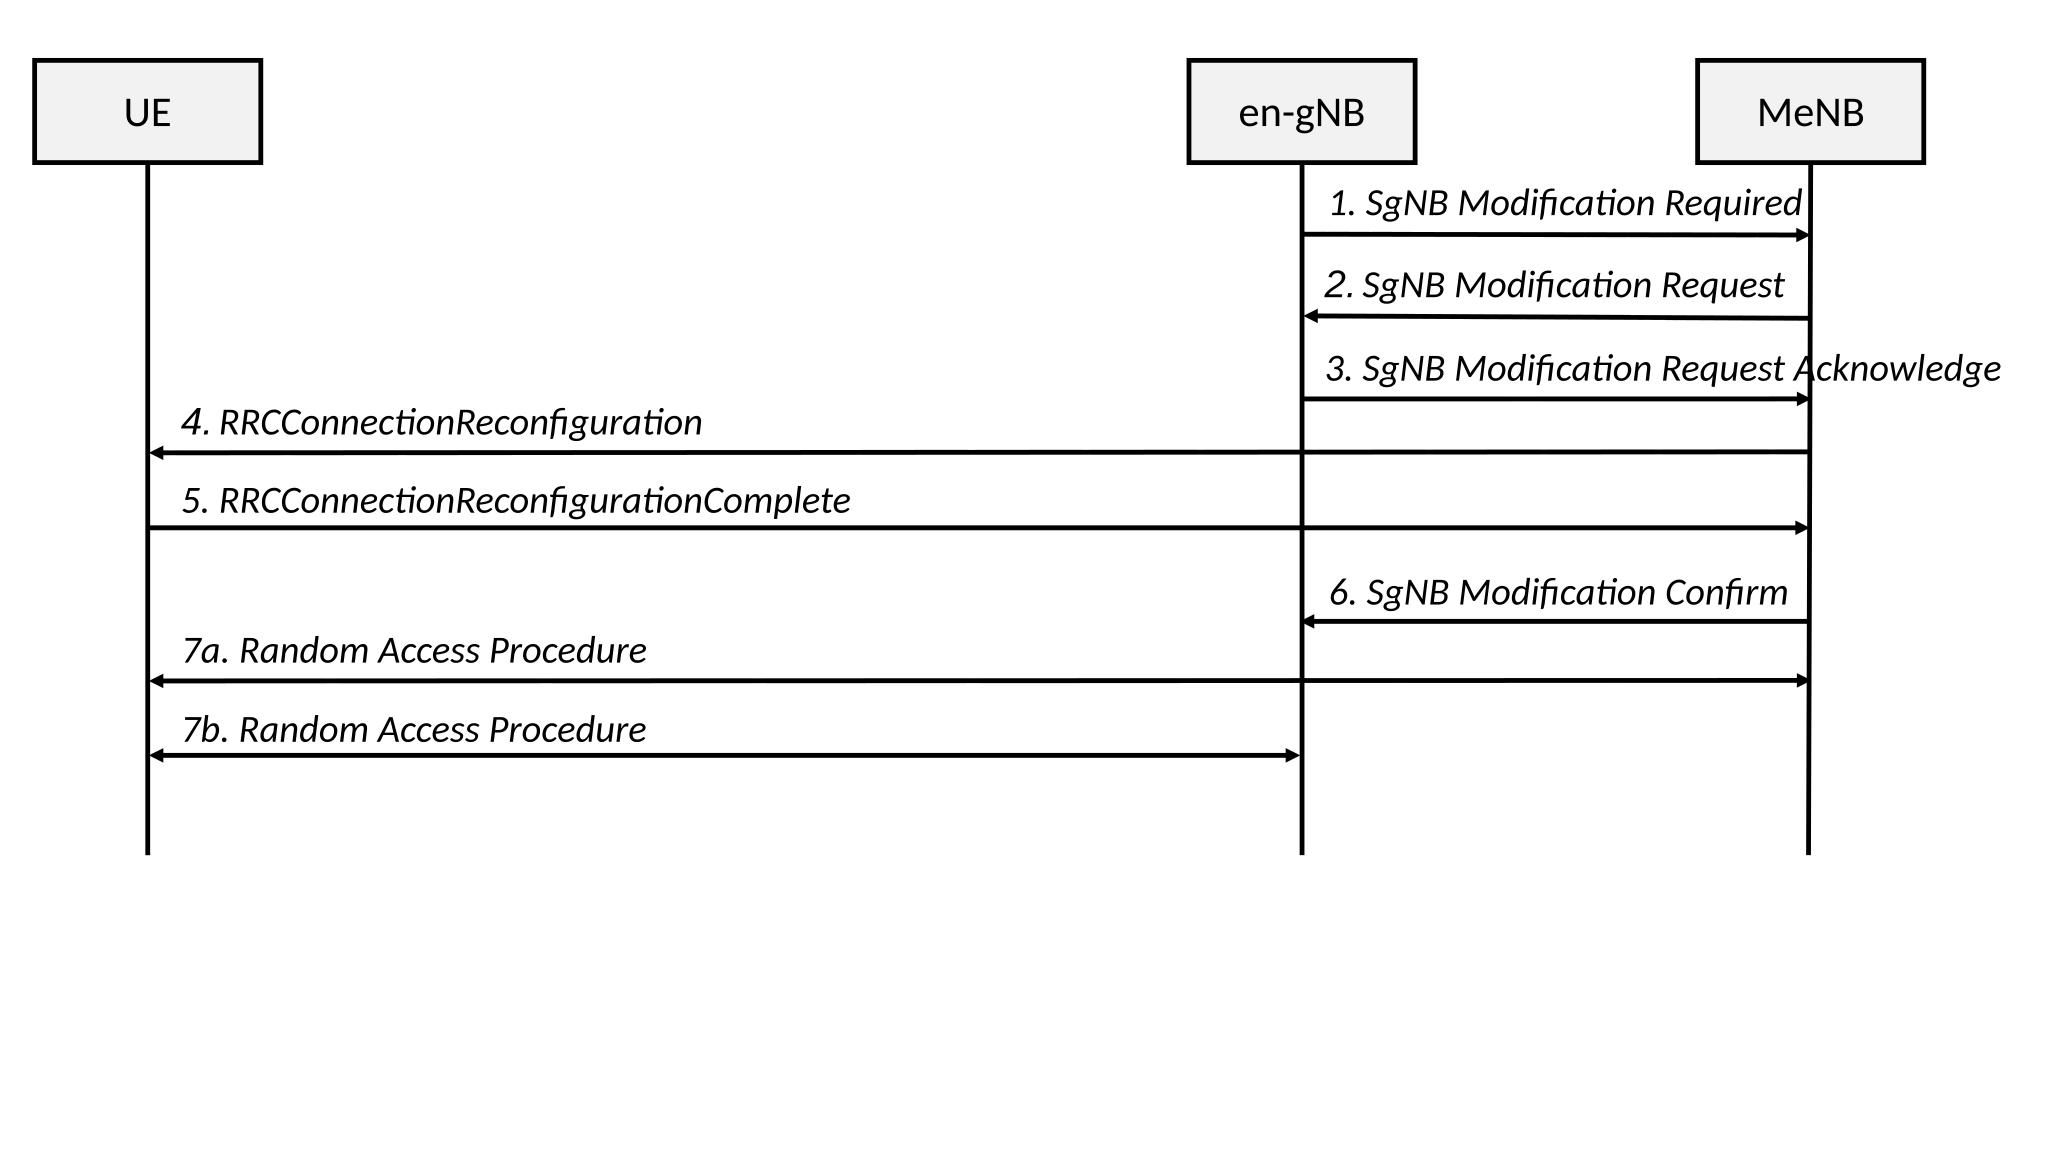 UE
en-gNB
MeNB
1. SgNB Modification Required
2. SgNB Modification Request
3. SgNB Modification Request Acknowledge
4. RRCConnectionReconfiguration
5. RRCConnectionReconfigurationComplete
6. SgNB Modification Confirm
7a. Random Access Procedure
7b. Random Access Procedure